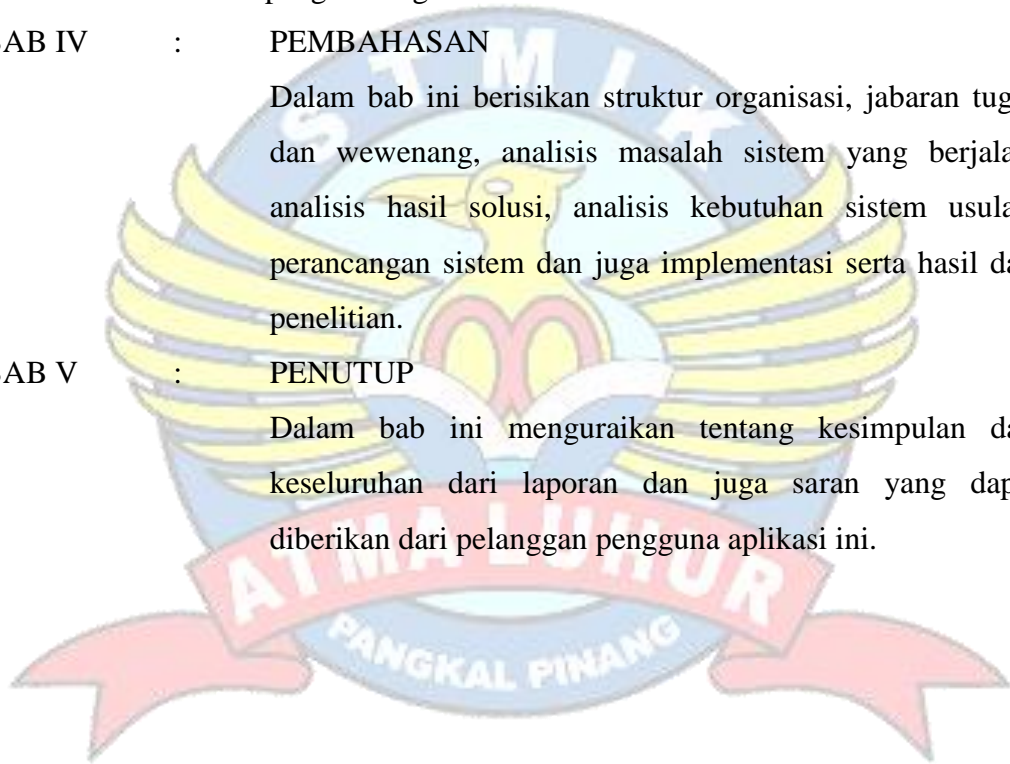 BAB IV : PEMBAHASAN
Dalam bab ini berisikan struktur organisasi, jabaran tug
dan wewenang, analisis masalah sistem yang berjala
analisis hasil solusi, analisis kebutuhan sistem usula
perancangan sistem dan juga implementasi serta hasil da
penelitian.
BAB V : PENUTUP
Dalam bab ini menguraikan tentang kesimpulan da
keseluruhan dari laporan dan juga saran yang dap
diberikan dari pelanggan pengguna aplikasi ini.
STMIK
ATMA LUHUR
PANGKAL PINANG